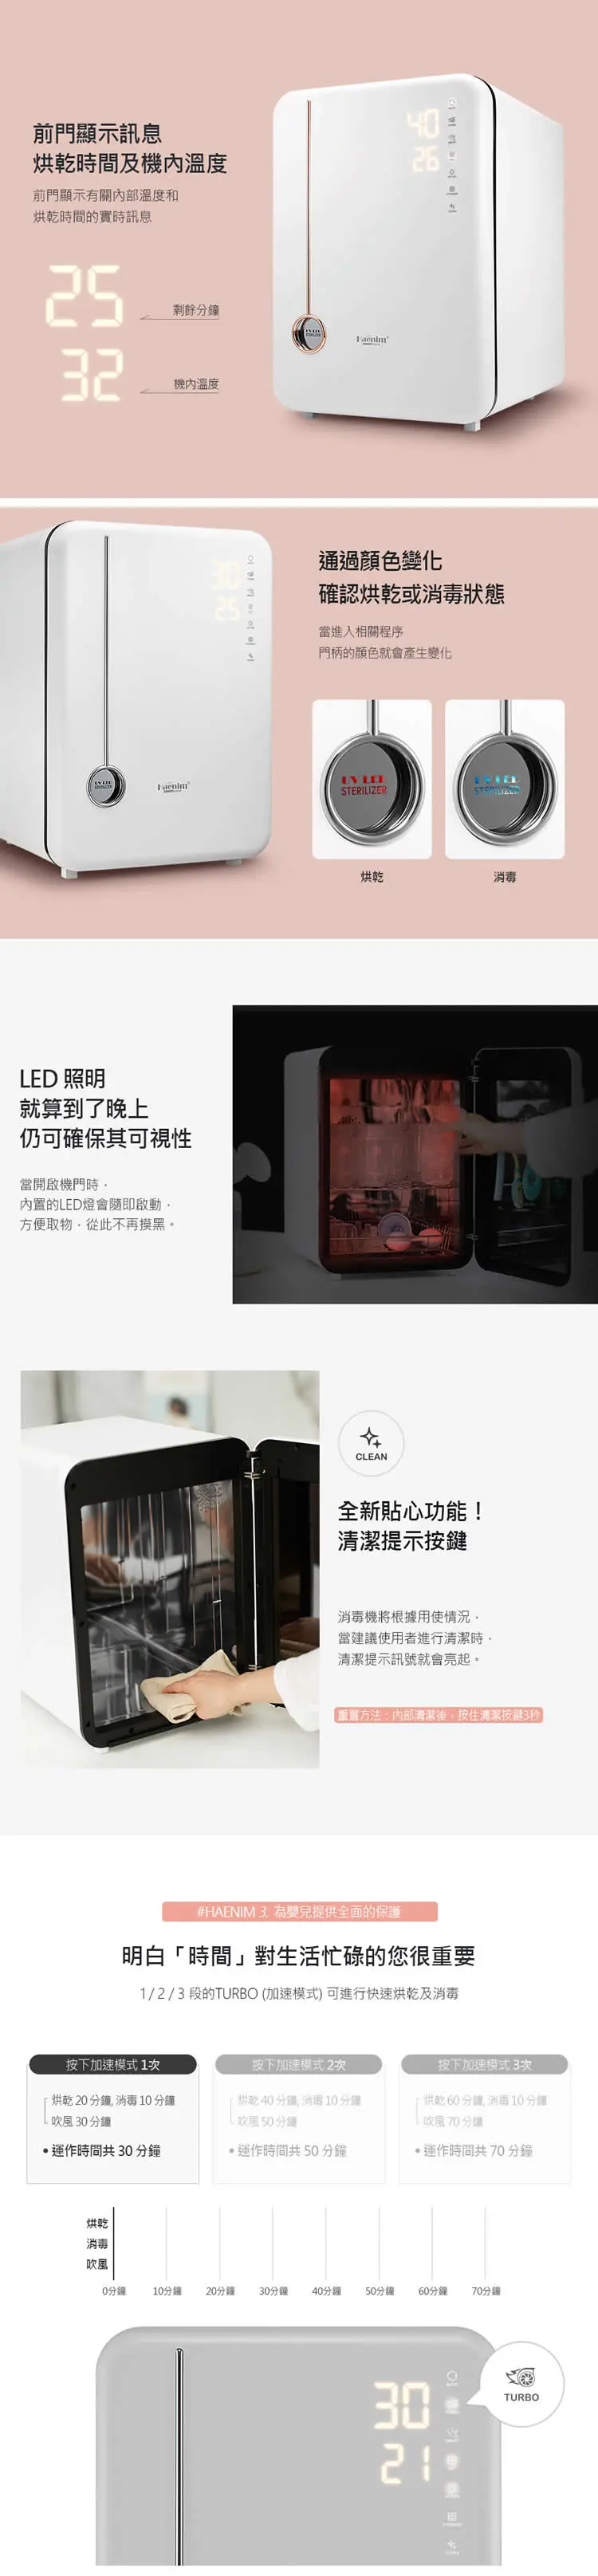 前門顯示訊息
烘乾時間及機內溫度
前門顯示有關內部溫度和
烘乾時間的實時訊息
40
26
25
剩餘分鐘
32
機內溫度
UV LED
STERILIZER
Haenim
通過顏色變化
確認烘乾或消毒狀態
當進入相關程序
門柄的顏色就會產生變化
30
25
UV LED
STERILIZER
Haenim
UV LED
STERILIZER
UV LED
STERILIZER
烘乾
消毒
LED 照明
就算到了晚上
仍可確保其可視性
當開啟機門時，
內置的LED燈會隨即啟動，
方便取物，從此不再摸黑。
CLEAN
全新貼心功能！
清潔提示按鍵
消毒機將根據用使情況，
當建議使用者進行清潔時，
清潔提示訊號就會亮起。
重置方法：內部清潔後，按住清潔按鍵3秒
#HAENIM 3, 為嬰兒提供全面的保護
明白「時間」對生活忙碌的您很重要
1 / 2 / 3 段的TURBO (加速模式) 可進行快速烘乾及消毒
按下加速模式 1次
烘乾 20 分鐘, 消毒 10 分鐘
吹風 30 分鐘
• 運作時間共 30 分鐘
按下加速模式 2次
烘乾 40 分鐘, 消毒 10 分鐘
吹風 50 分鐘
• 運作時間共 50 分鐘
按下加速模式 3次
烘乾 60 分鐘, 消毒 10 分鐘
吹風 70 分鐘
• 運作時間共 70 分鐘
烘乾
消毒
吹風
0分鐘 10分鐘 20分鐘 30分鐘 40分鐘 50分鐘 60分鐘 70分鐘
30
21
TURBO